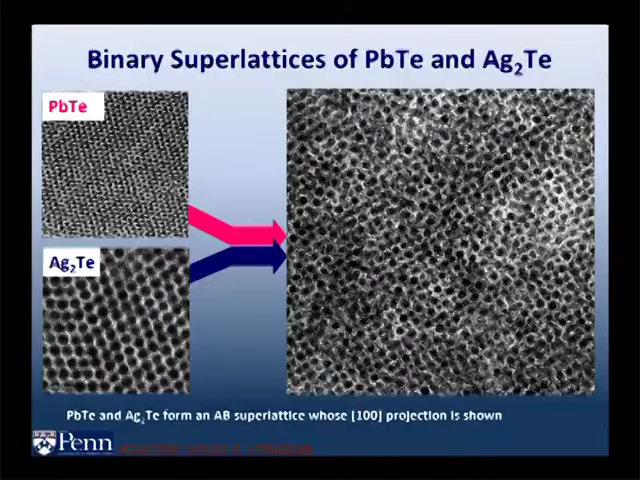 Binary Superlattices of PbTe and Ag₂Te
PbTe
Ag₂Te
PbTe and Ag₂Te form an AB superlattice whose [100] projection is shown
Penn